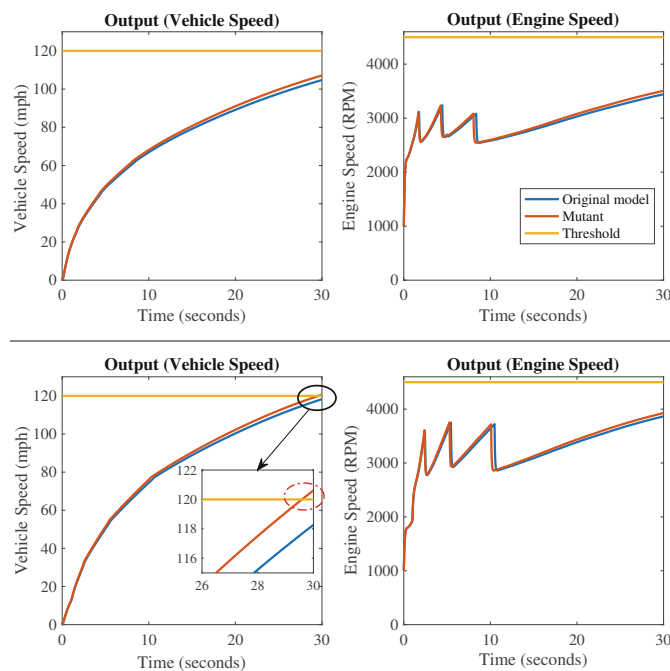 Output (Vehicle Speed)
Vehicle Speed (mph)
120
100
80
60
40
20
0
0 10 20 30
Time (seconds)
Output (Engine Speed)
Engine Speed (RPM)
4000
3000
2000
1000
0
Original model
Mutant
Threshold
0 10 20 30
Time (seconds)
Output (Vehicle Speed)
Vehicle Speed (mph)
120
100
80
60
40
20
0
122
120
118
116
26 28 30
0 10 20 30
Time (seconds)
Output (Engine Speed)
Engine Speed (RPM)
4000
3000
2000
1000
0
0 10 20 30
Time (seconds)